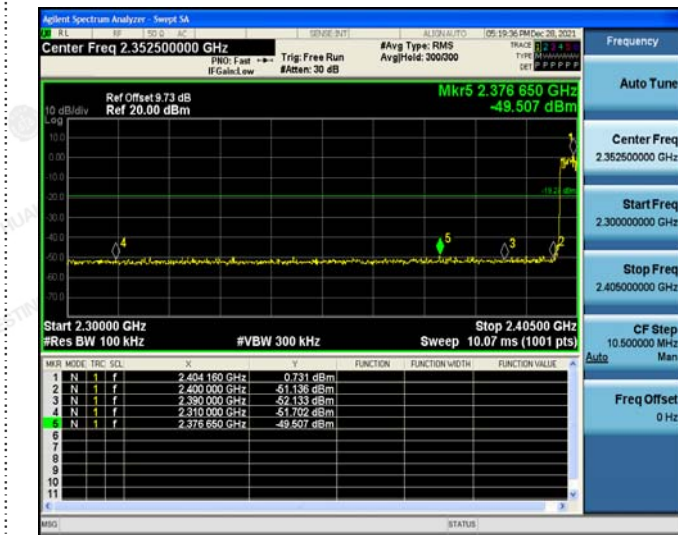 Agilent Spectrum Analyzer - Swept SA
RL RF 50 Ω AC SENSE:INT ALIGN AUTO 05:19:36 PM Dec 28, 2021
Center Freq 2.352500000 GHz
PNO: Fast
IFGain:Low
Trig: Free Run
#Atten: 30 dB
#Avg Type: RMS
Avg|Hold: 300/300
TRACE 1 2 3 4 5 6
TYPE
DET P P P P P P
Ref Offset 9.73 dB
10 dB/div Ref 20.00 dBm
Log
Mkr5 2.376 650 GHz
-49.507 dBm
10.0
0.00
-10.0
-20.0
-30.0
-40.0
-50.0
-60.0
-70.0
1
4
5
3
2
Start 2.30000 GHz Stop 2.40500 GHz
#Res BW 100 kHz #VBW 300 kHz Sweep 10.07 ms (1001 pts)
MKR MODE TRC SCL X Y FUNCTION FUNCTION WIDTH FUNCTION VALUE
1 N 1 f 2.404 160 GHz 0.731 dBm
2 N 1 f 2.400 000 GHz -51.136 dBm
3 N 1 f 2.390 000 GHz -52.133 dBm
4 N 1 f 2.310 000 GHz -51.702 dBm
5 N 1 f 2.376 650 GHz -49.507 dBm
6
7
8
9
10
11
MSG STATUS
Frequency
Auto Tune
Center Freq
2.352500000 GHz
Start Freq
2.300000000 GHz
Stop Freq
2.405000000 GHz
CF Step
10.500000 MHz
Auto Man
Freq Offset
0 Hz